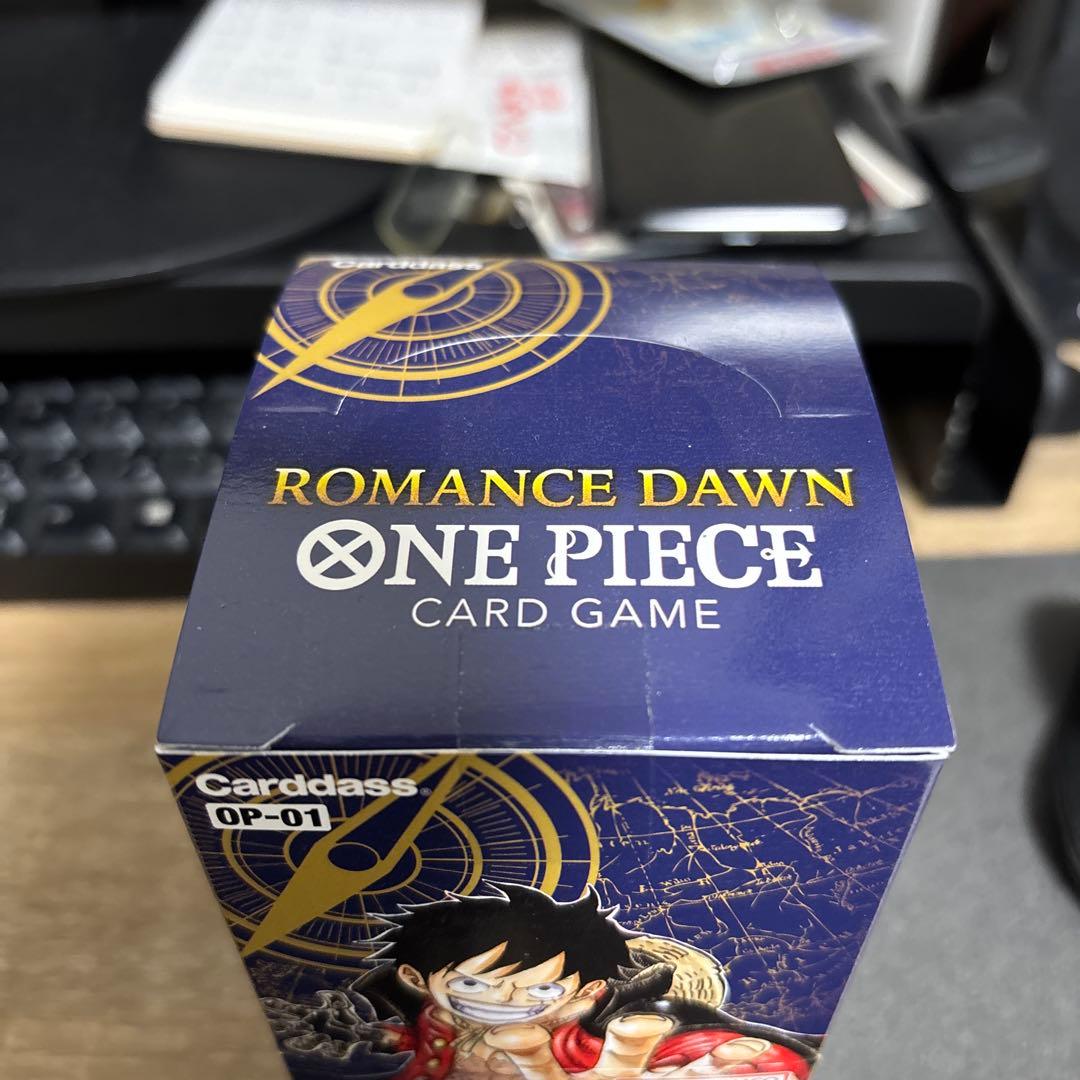 Carddass
ROMANCE DAWN
ONE PIECE
CARD GAME
Carddass®
OP-01